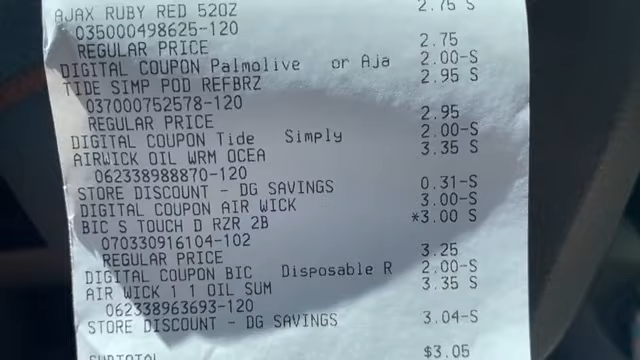 AJAX RUBY RED 52OZ 2.75 S
035000498625-120
REGULAR PRICE 2.75
DIGITAL COUPON Palmolive or Aja 2.00-S
TIDE SIMP POD REFBRZ 2.95 S
037000752578-120
REGULAR PRICE 2.95
DIGITAL COUPON Tide Simply 2.00-S
AIRWICK OIL WRM OCEA 3.35 S
062338988870-120
STORE DISCOUNT - DG SAVINGS 0.31-S
DIGITAL COUPON AIR WICK 3.00-S
BIC S TOUCH D RZR 2B *3.00 S
070330916104-102
REGULAR PRICE 3.25
DIGITAL COUPON BIC Disposable R 2.00-S
AIR WICK 1 1 OIL SUM 3.35 S
062338963693-120
STORE DISCOUNT - DG SAVINGS 3.04-S
SUBTOTAL $3.05